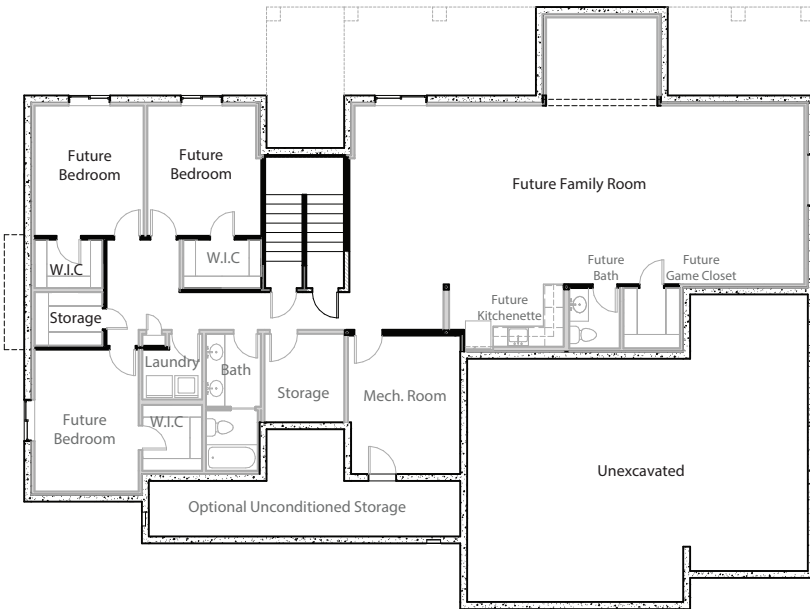 Future
Bedroom
Future
Bedroom
Future Family Room
W.I.C
W.I.C
Future
Bath
Future
Game Closet
Storage
Future
Kitchenette
Laundry
Bath
Storage
Mech. Room
Future
Bedroom
W.I.C
Unexcavated
Optional Unconditioned Storage